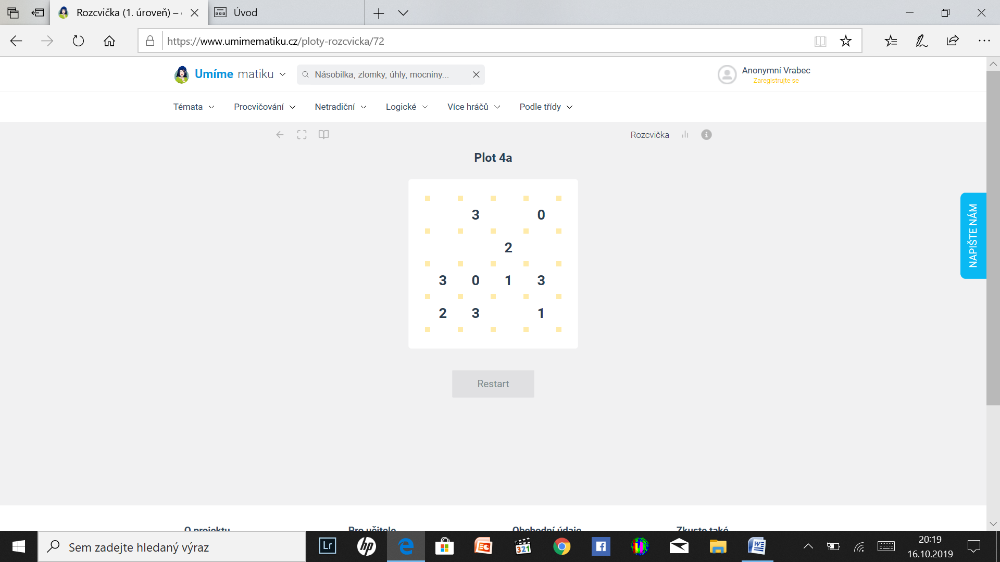 Rozcvička (1. úroveň) –
Úvod
https://www.umimematiku.cz/ploty-rozcvicka/72
Umíme matiku
Násobilka, zlomky, úhly, mocniny...
Anonymní Vrabec
Zaregistrujte se
Témata
Procvičování
Netradiční
Logické
Více hráčů
Podle třídy
Rozcvička
Plot 4a
3 0
2
3 0 1 3
2 3 1
Restart
NAPIŠTE NÁM
O projektu
Pro učitele
Obchodní údaje
Zkuste také
Sem zadejte hledaný výraz
Lr
hp
321
20:19
16.10.2019